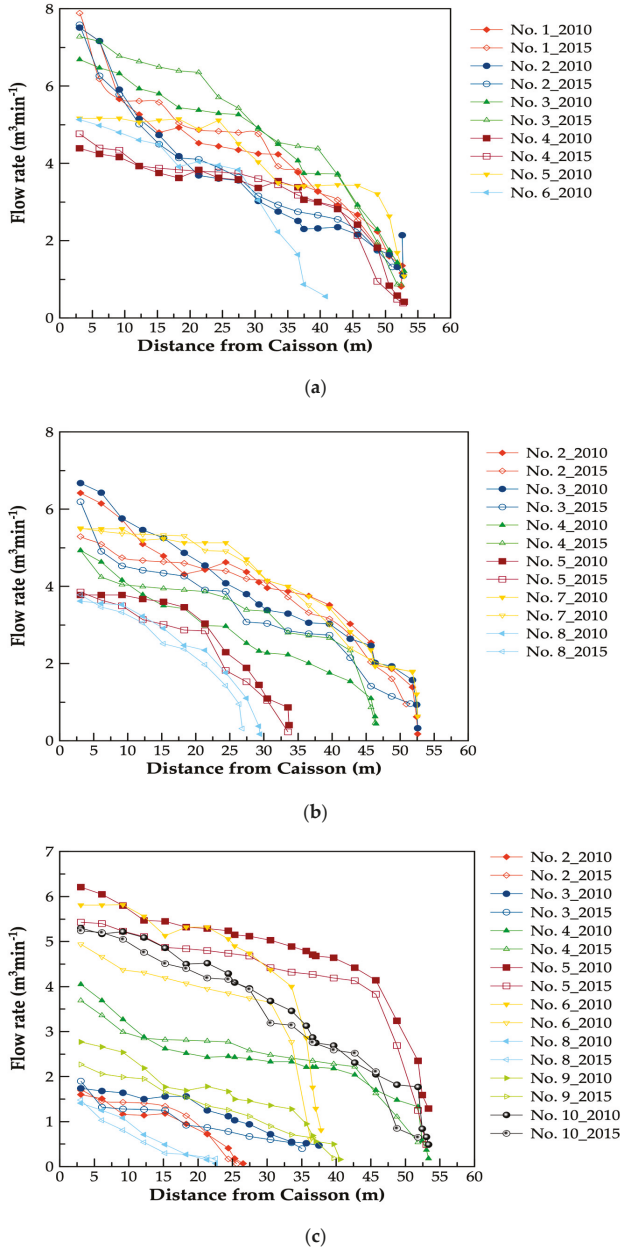 8
6
4
2
0
Flow rate (m³min⁻¹)
0 5 10 15 20 25 30 35 40 45 50 55 60
Distance from Caisson (m)
No. 1_2010
No. 1_2015
No. 2_2010
No. 2_2015
No. 3_2010
No. 3_2015
No. 4_2010
No. 4_2015
No. 5_2010
No. 6_2010
(a)
8
6
4
2
0
Flow rate (m³min⁻¹)
0 5 10 15 20 25 30 35 40 45 50 55 60
Distance from Caisson (m)
No. 2_2010
No. 2_2015
No. 3_2010
No. 3_2015
No. 4_2010
No. 4_2015
No. 5_2010
No. 5_2015
No. 7_2010
No. 7_2010
No. 8_2010
No. 8_2015
(b)
7
6
5
4
3
2
1
0
Flow rate (m³min⁻¹)
0 5 10 15 20 25 30 35 40 45 50 55 60
Distance from Caisson (m)
No. 2_2010
No. 2_2015
No. 3_2010
No. 3_2015
No. 4_2010
No. 4_2015
No. 5_2010
No. 5_2015
No. 6_2010
No. 6_2010
No. 8_2010
No. 8_2015
No. 9_2010
No. 9_2015
No. 10_2010
No. 10_2015
(c)